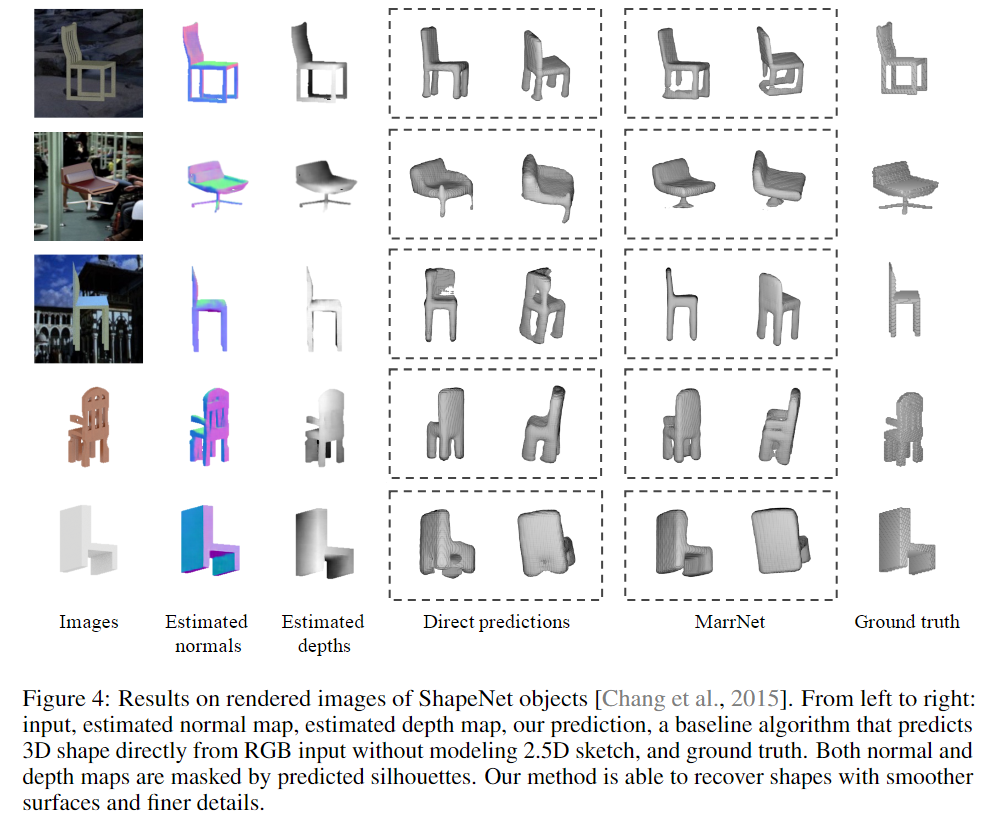 Images
Estimated normals
Estimated depths
Direct predictions
MarrNet
Ground truth
Figure 4: Results on rendered images of ShapeNet objects [Chang et al., 2015]. From left to right:
input, estimated normal map, estimated depth map, our prediction, a baseline algorithm that predicts
3D shape directly from RGB input without modeling 2.5D sketch, and ground truth. Both normal and
depth maps are masked by predicted silhouettes. Our method is able to recover shapes with smoother
surfaces and finer details.